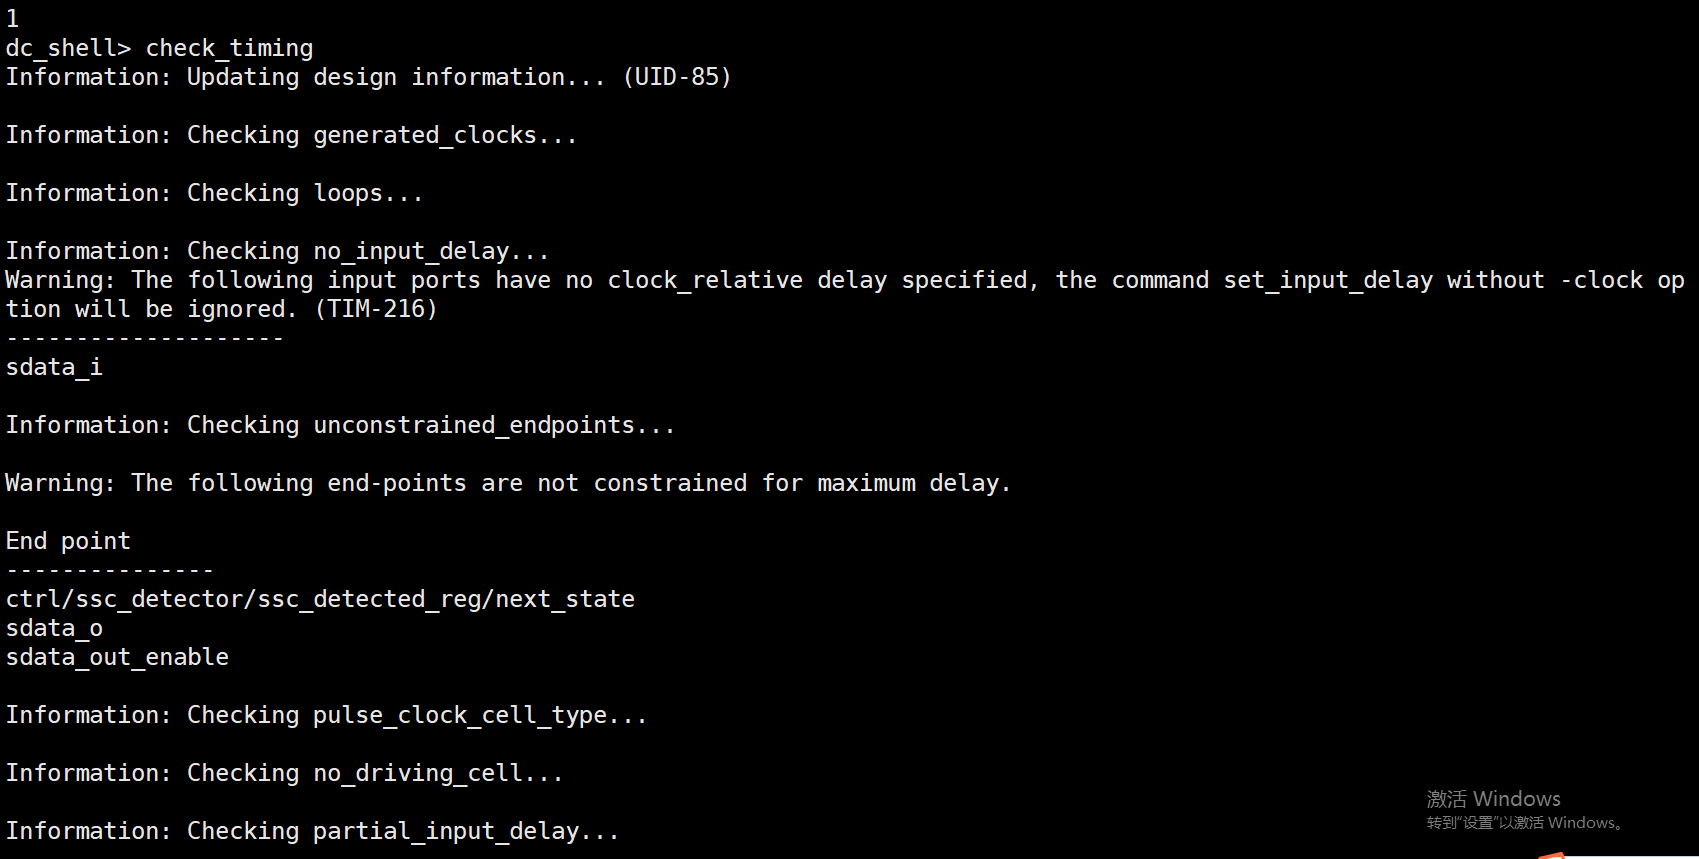 1
dc_shell> check_timing
Information: Updating design information... (UID-85)
Information: Checking generated_clocks...
Information: Checking loops...
Information: Checking no_input_delay...
Warning: The following input ports have no clock_relative delay specified, the command set_input_delay without -clock op
tion will be ignored. (TIM-216)
--------------------
sdata_i
Information: Checking unconstrained_endpoints...
Warning: The following end-points are not constrained for maximum delay.
End point
---------------
ctrl/ssc_detector/ssc_detected_reg/next_state
sdata_o
sdata_out_enable
Information: Checking pulse_clock_cell_type...
Information: Checking no_driving_cell...
Information: Checking partial_input_delay...
激活 Windows
转到“设置”以激活 Windows。